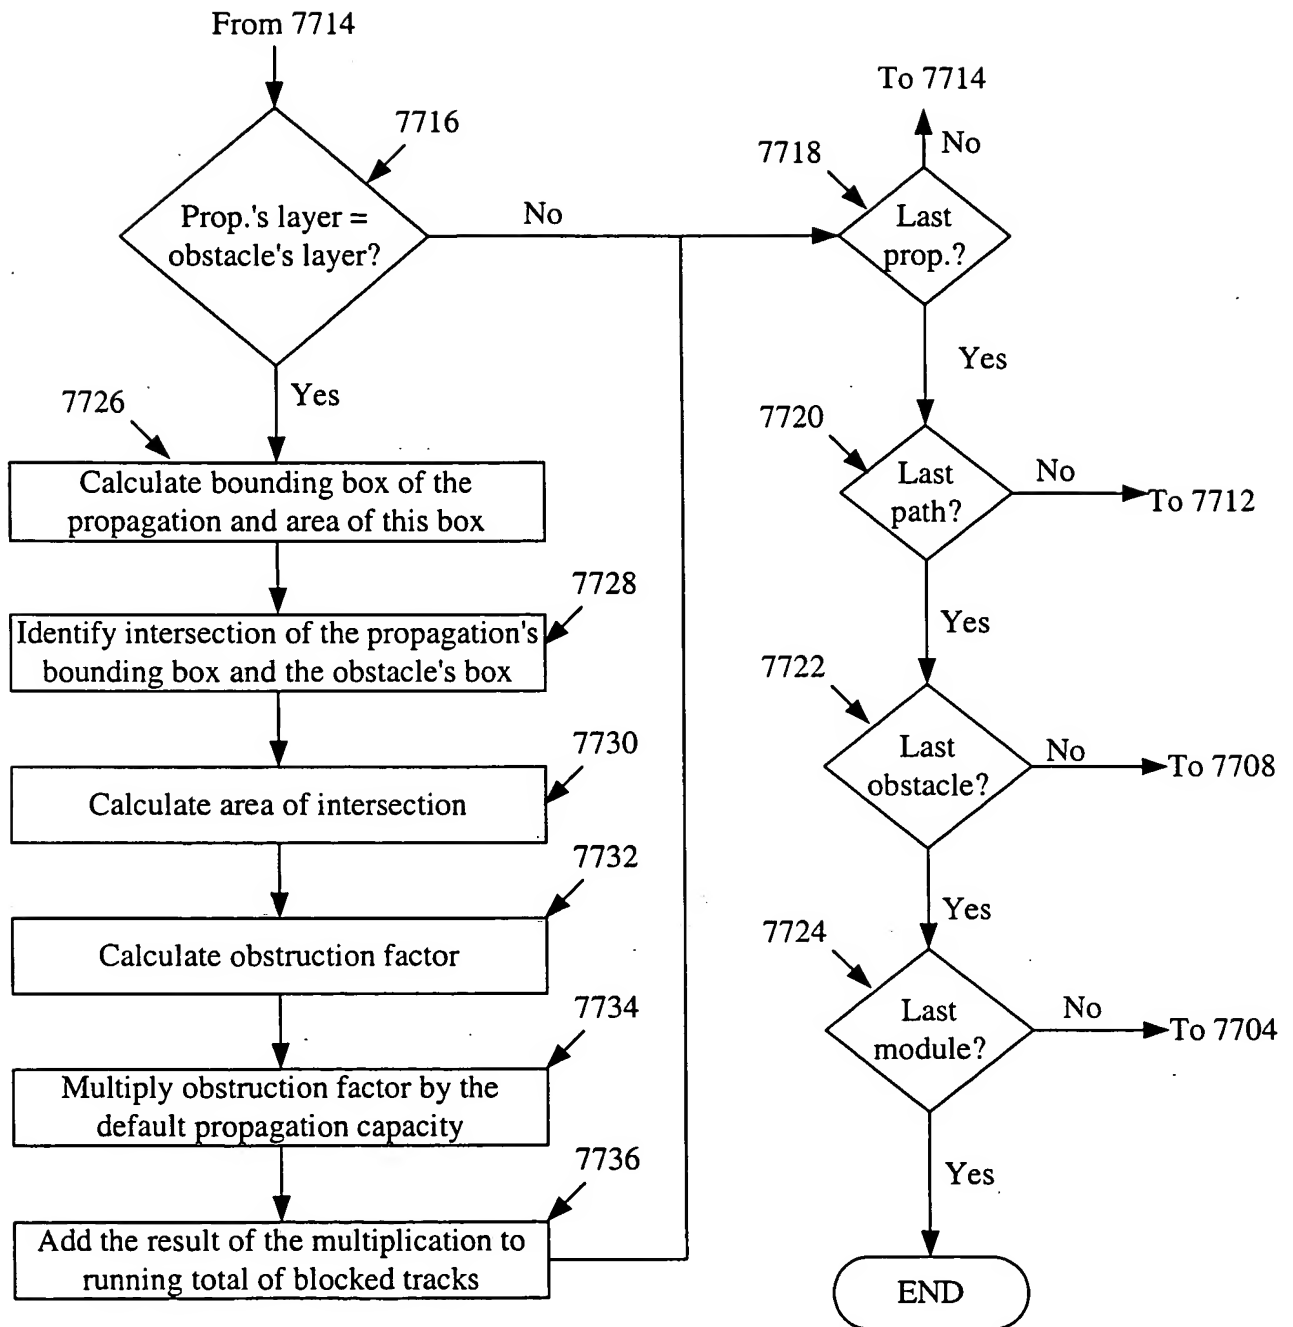 From 7714
7716
Prop.'s layer =
obstacle's layer?
No
Yes
7726
Calculate bounding box of the
propagation and area of this box
7728
Identify intersection of the propagation's
bounding box and the obstacle's box
7730
Calculate area of intersection
7732
Calculate obstruction factor
7734
Multiply obstruction factor by the
default propagation capacity
7736
Add the result of the multiplication to
running total of blocked tracks
To 7714
No
7718
Last
prop.?
Yes
7720
Last
path?
No
To 7712
Yes
7722
Last
obstacle?
No
To 7708
Yes
7724
Last
module?
No
To 7704
Yes
END